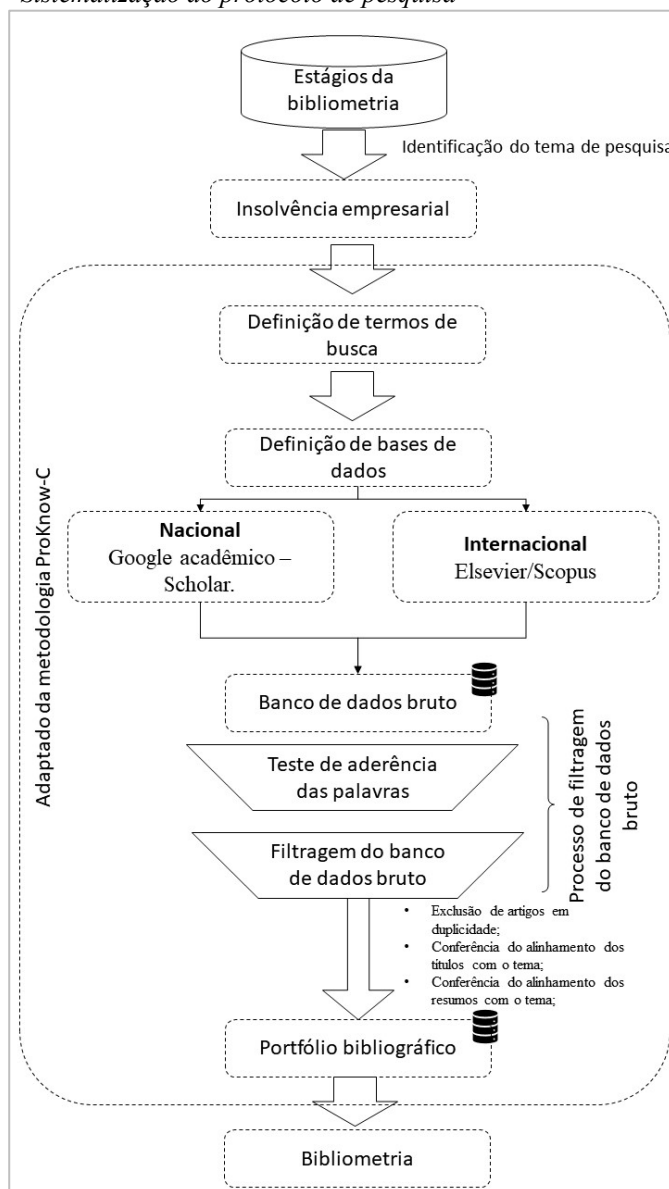 Sistematização do protocolo de pesquisa
Estágios da
bibliometria
Identificação do tema de pesquisa
Insolvência empresarial
Definição de termos de
busca
Definição de bases de
dados
Nacional
Google acadêmico –
Scholar.
Internacional
Elsevier/Scopus
Adaptado da metodologia ProKnow-C
Banco de dados bruto
Teste de aderência
das palavras
Filtragem do banco
de dados bruto
Processo de filtragem
do banco de dados
bruto
• Exclusão de artigos em
duplicidade;
• Conferência do alinhamento dos
títulos com o tema;
• Conferência do alinhamento dos
resumos com o tema;
Portfólio bibliográfico
Bibliometria